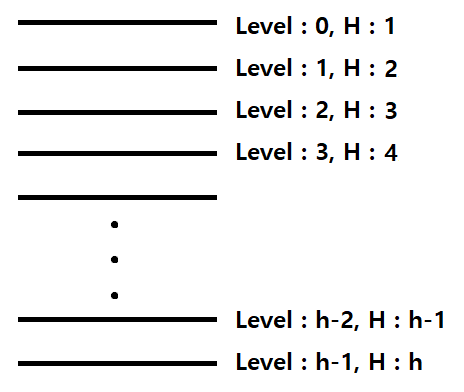 Level : 0, H : 1
Level : 1, H : 2
Level : 2, H : 3
Level : 3, H : 4
Level : h-2, H : h-1
Level : h-1, H : h